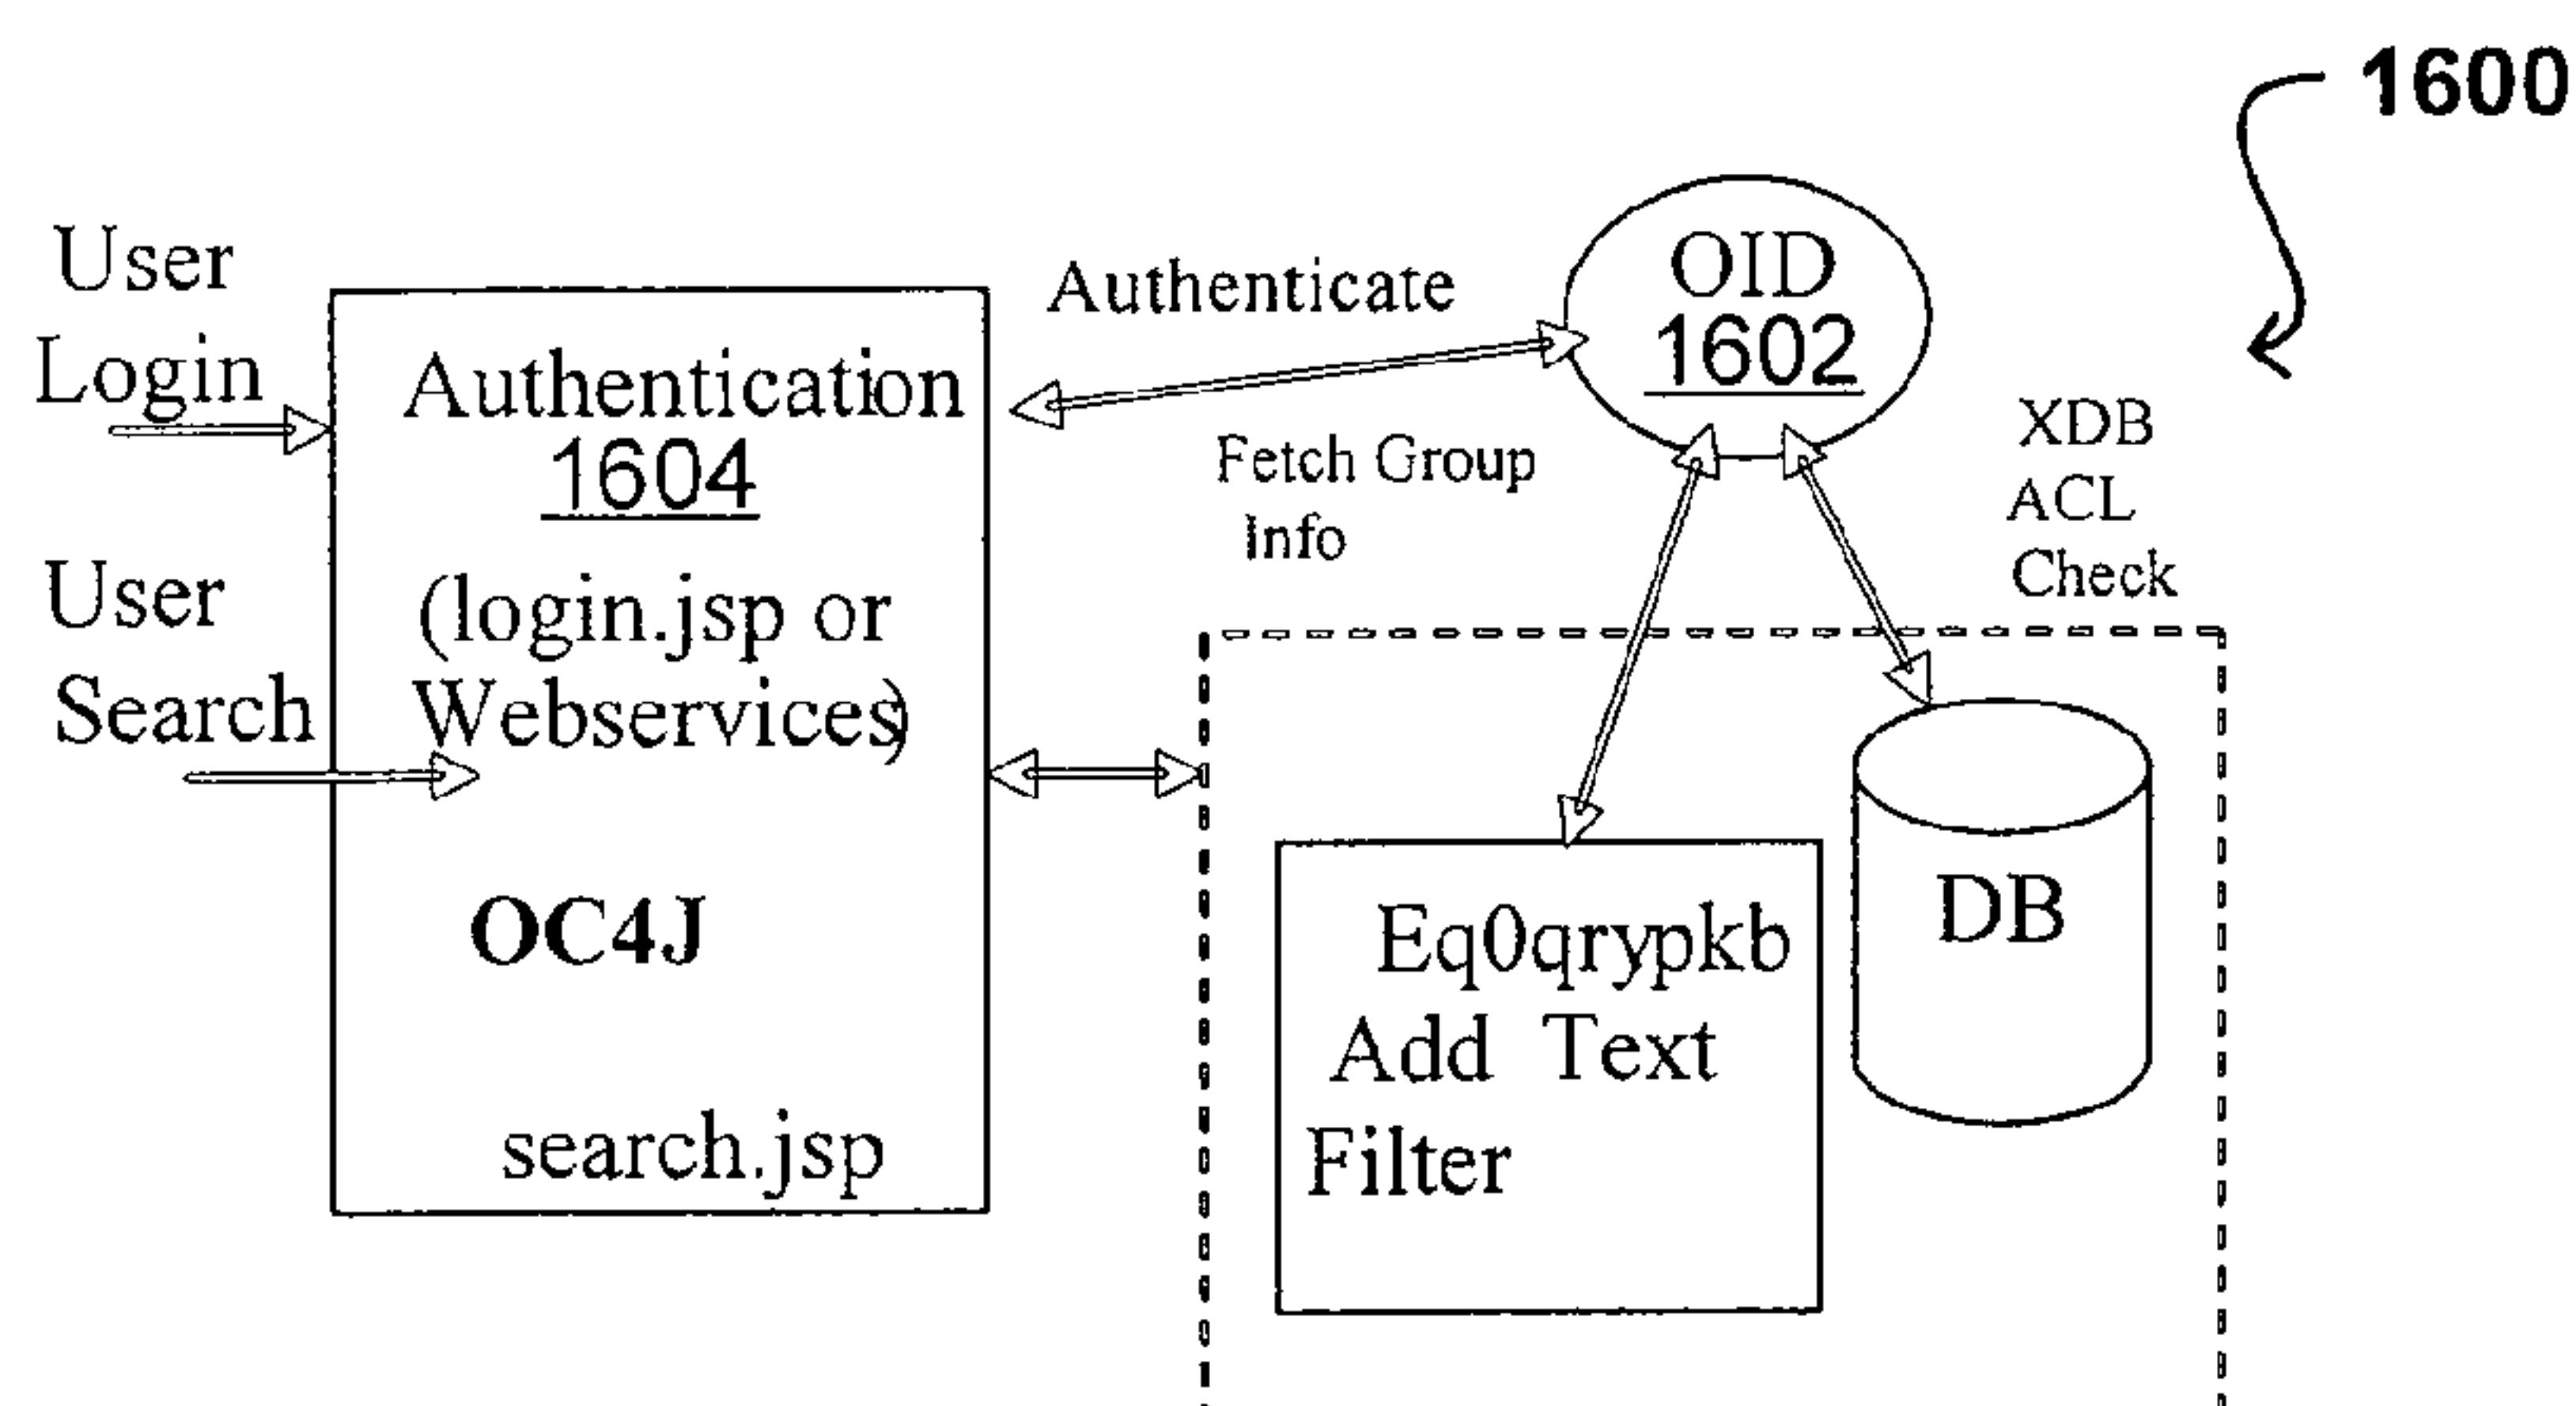 1600
User
Login
User
Search
Authentication
1604
(login.jsp or
Webservices)
OC4J
search.jsp
Authenticate
OID
1602
Fetch Group
Info
XDB
ACL
Check
Eq0qrypkb
Add Text
Filter
DB